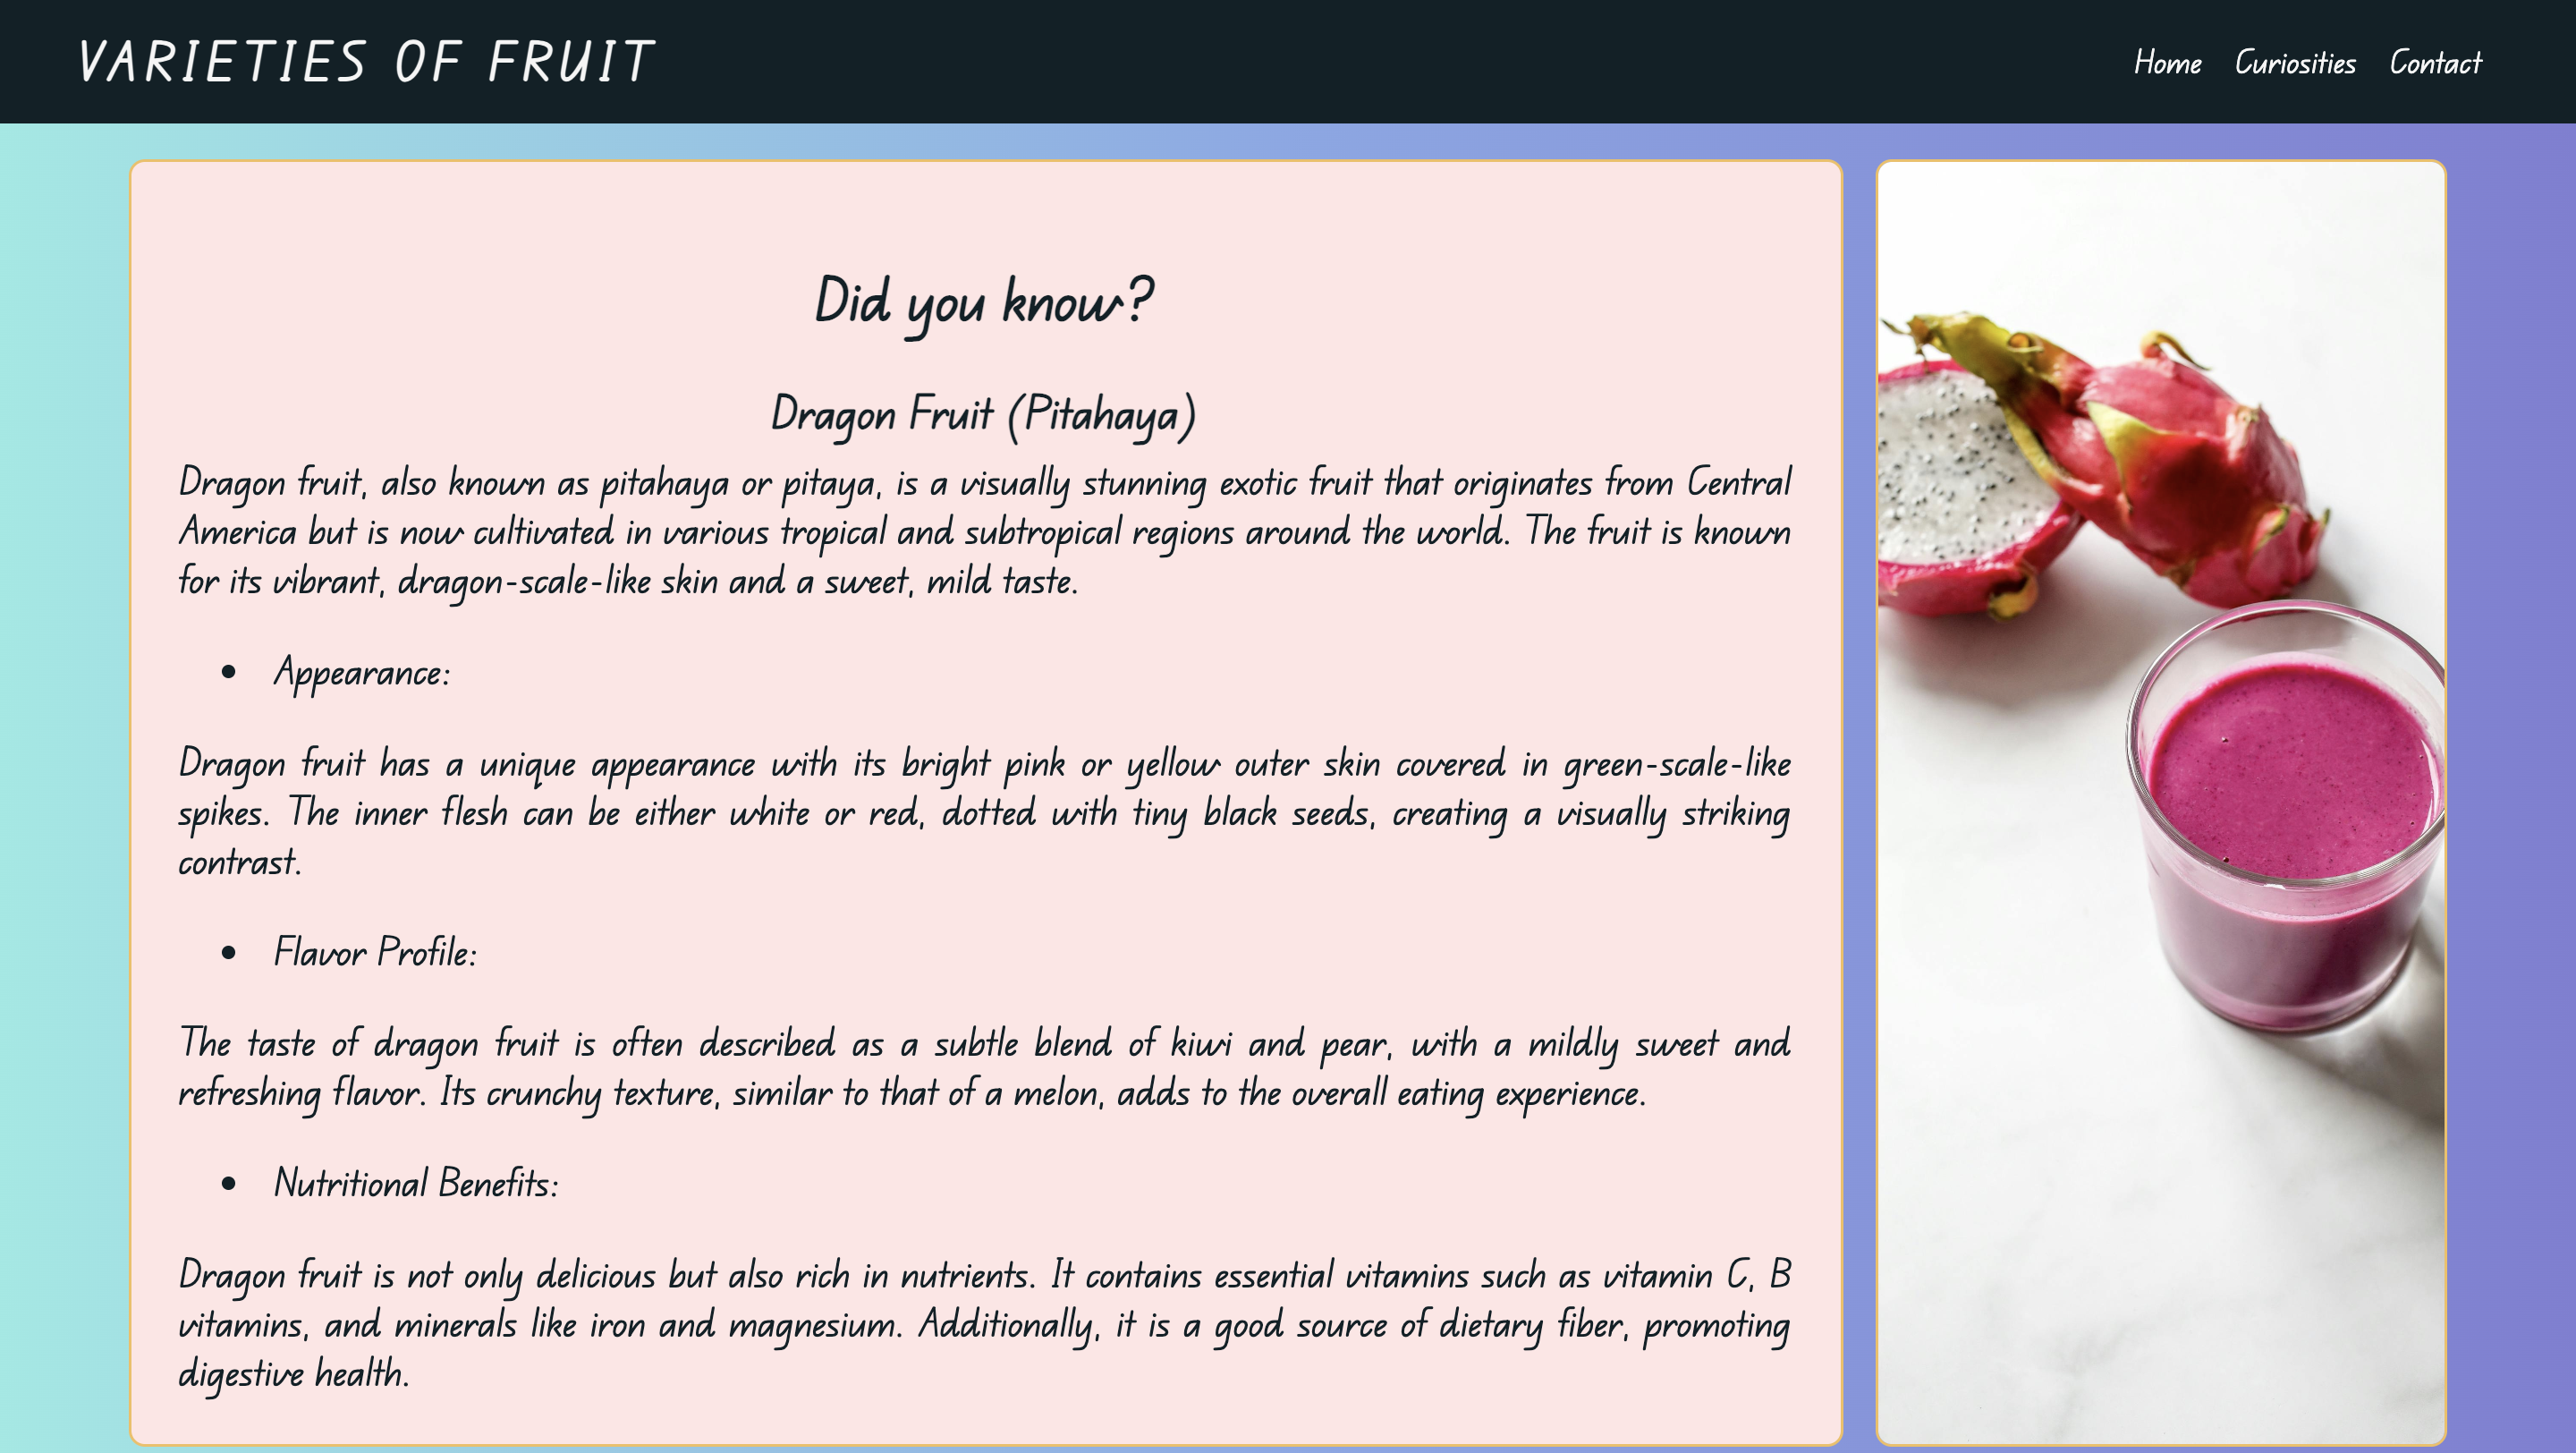 VARIETIES OF FRUIT
Home Curiosities Contact
Did you know?
Dragon Fruit (Pitahaya)
Dragon fruit, also known as pitahaya or pitaya, is a visually stunning exotic fruit that originates from Central
America but is now cultivated in various tropical and subtropical regions around the world. The fruit is known
for its vibrant, dragon-scale-like skin and a sweet, mild taste.
• Appearance:
Dragon fruit has a unique appearance with its bright pink or yellow outer skin covered in green-scale-like
spikes. The inner flesh can be either white or red, dotted with tiny black seeds, creating a visually striking
contrast.
• Flavor Profile:
The taste of dragon fruit is often described as a subtle blend of kiwi and pear, with a mildly sweet and
refreshing flavor. Its crunchy texture, similar to that of a melon, adds to the overall eating experience.
• Nutritional Benefits:
Dragon fruit is not only delicious but also rich in nutrients. It contains essential vitamins such as vitamin C, B
vitamins, and minerals like iron and magnesium. Additionally, it is a good source of dietary fiber, promoting
digestive health.